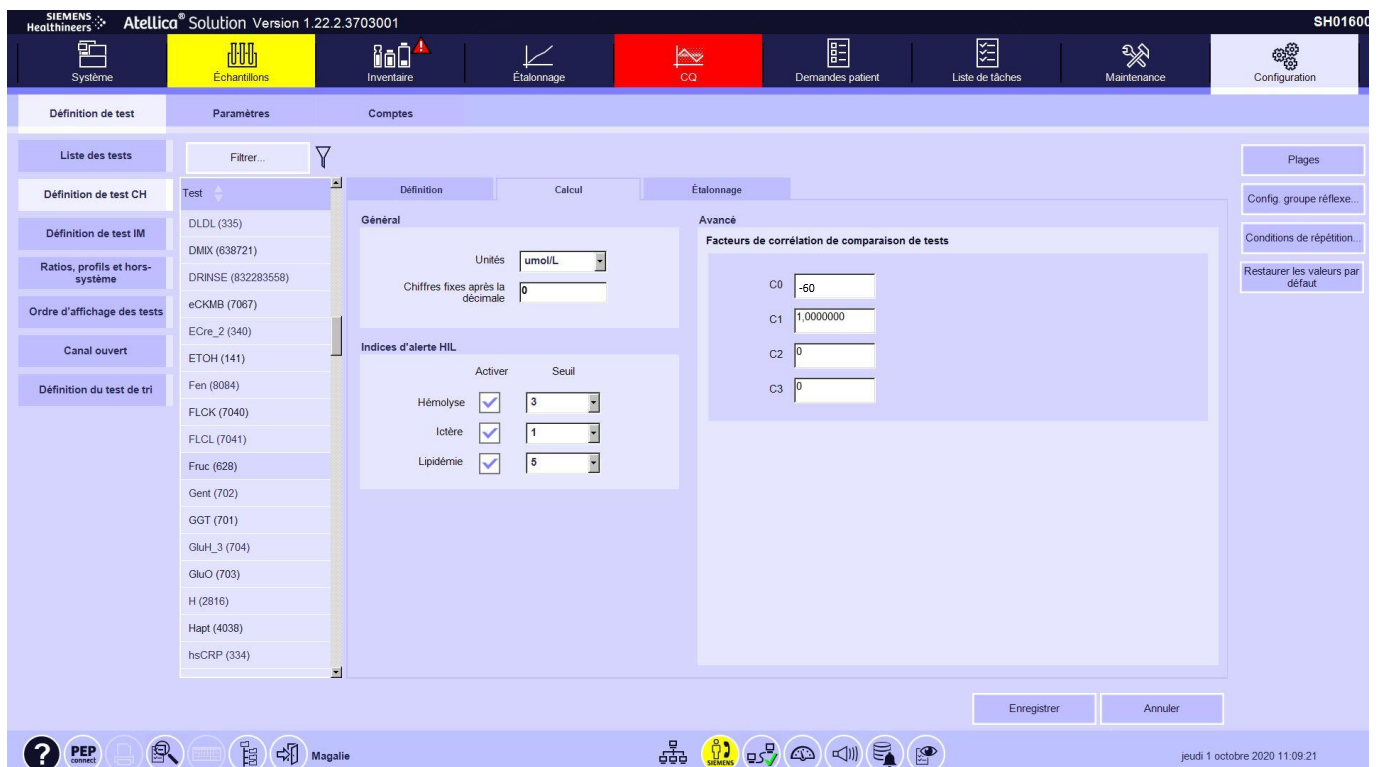 SIEMENS
Healthineers
Atellica® Solution Version 1.22.2.3703001
SH01600
Système
Échantillons
Inventaire
Étalonnage
CQ
Demandes patient
Liste de tâches
Maintenance
Configuration
Définition de test
Paramètres
Comptes
Liste des tests
Définition de test CH
Définition de test IM
Ratios, profils et hors-
système
Ordre d'affichage des tests
Canal ouvert
Définition du test de tri
Filtrer...
Test
DLDL (335)
DMIX (638721)
DRINSE (832283558)
eCKMB (7067)
ECre_2 (340)
ETOH (141)
Fen (8084)
FLCK (7040)
FLCL (7041)
Fruc (628)
Gent (702)
GGT (701)
GluH_3 (704)
GluO (703)
H (2816)
Hapt (4038)
hsCRP (334)
Définition
Calcul
Étalonnage
Général
Unités umol/L
Chiffres fixes après la
décimale
0
Indices d'alerte HIL
Activer Seuil
Hémolyse 3
Ictère 1
Lipidémie 5
Avancé
Facteurs de corrélation de comparaison de tests
C0 -60
C1 1,0000000
C2 0
C3 0
Plages
Config. groupe réflexe...
Conditions de répétition...
Restaurer les valeurs par
défaut
Enregistrer
Annuler
?
PEP
connect
Magalie
SIEMENS
jeudi 1 octobre 2020 11:09:21